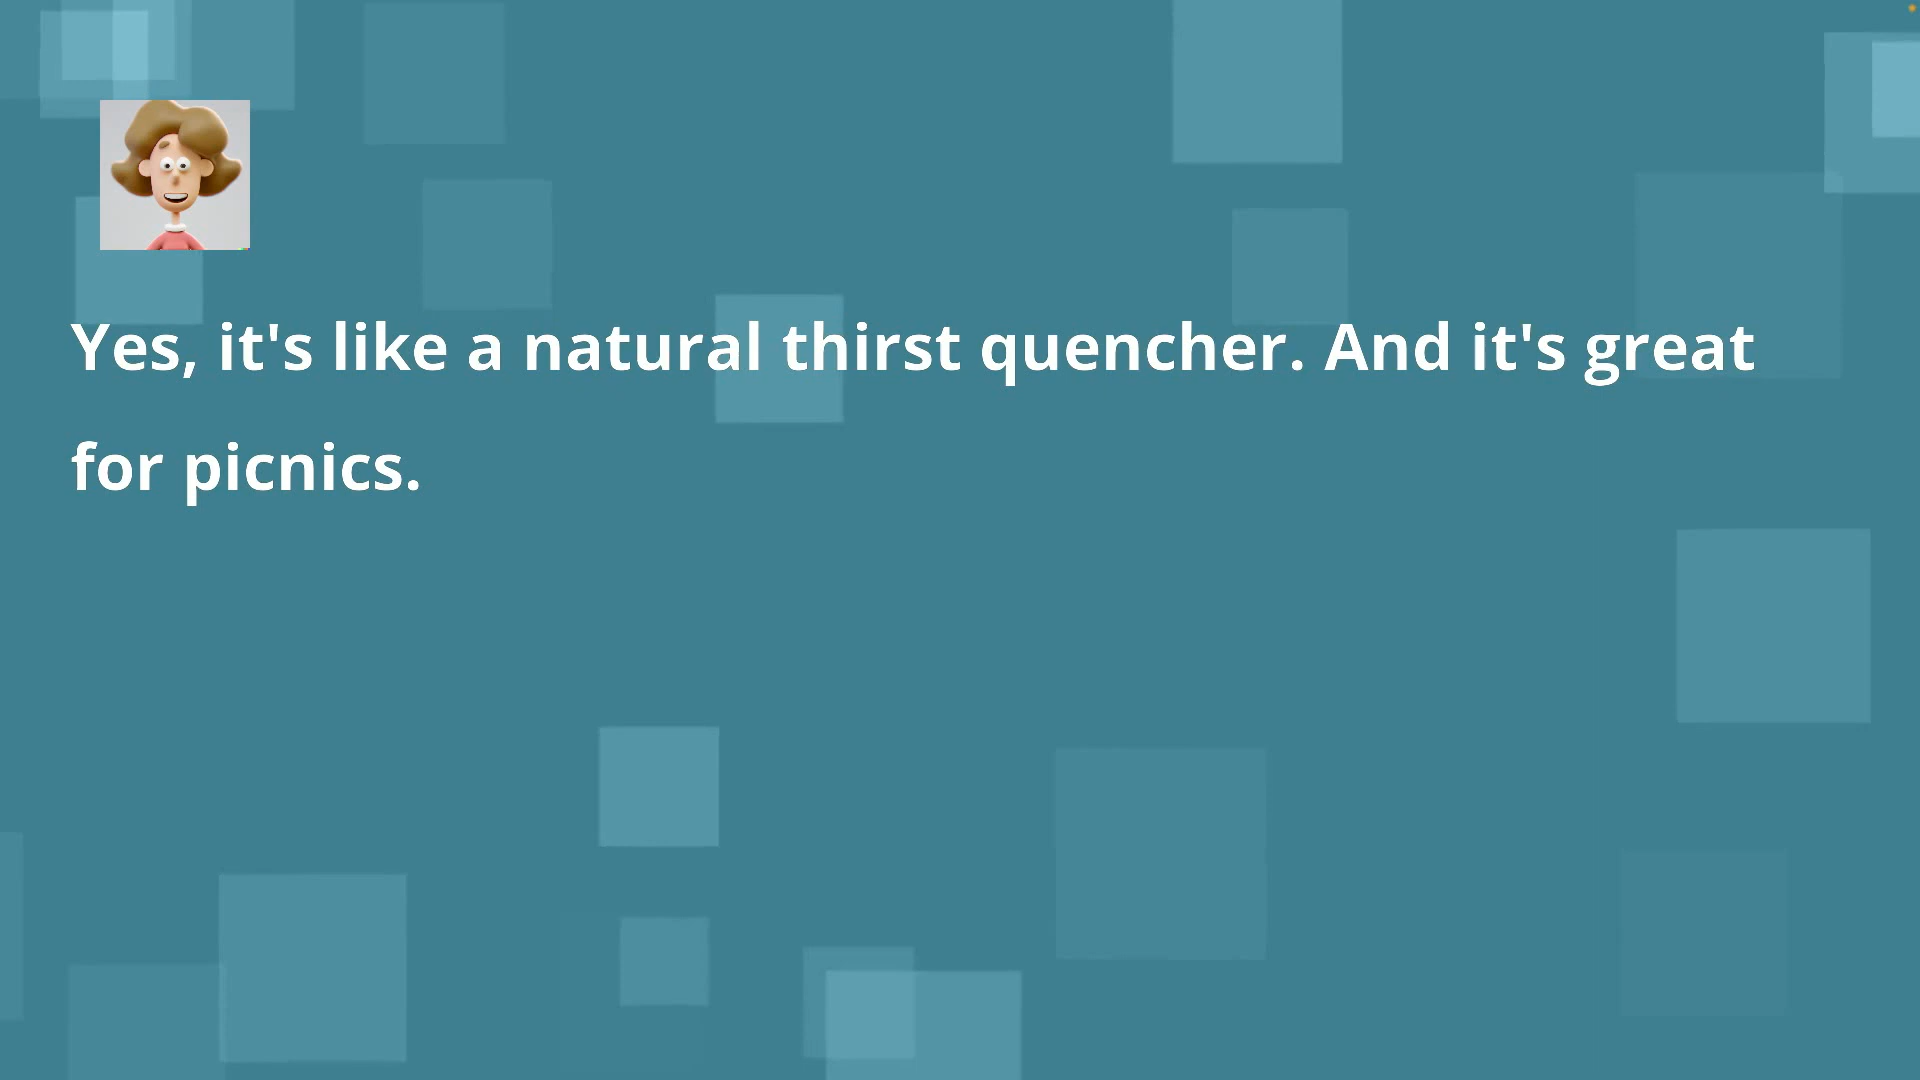 Yes, it's like a natural thirst quencher. And it's great
for picnics.